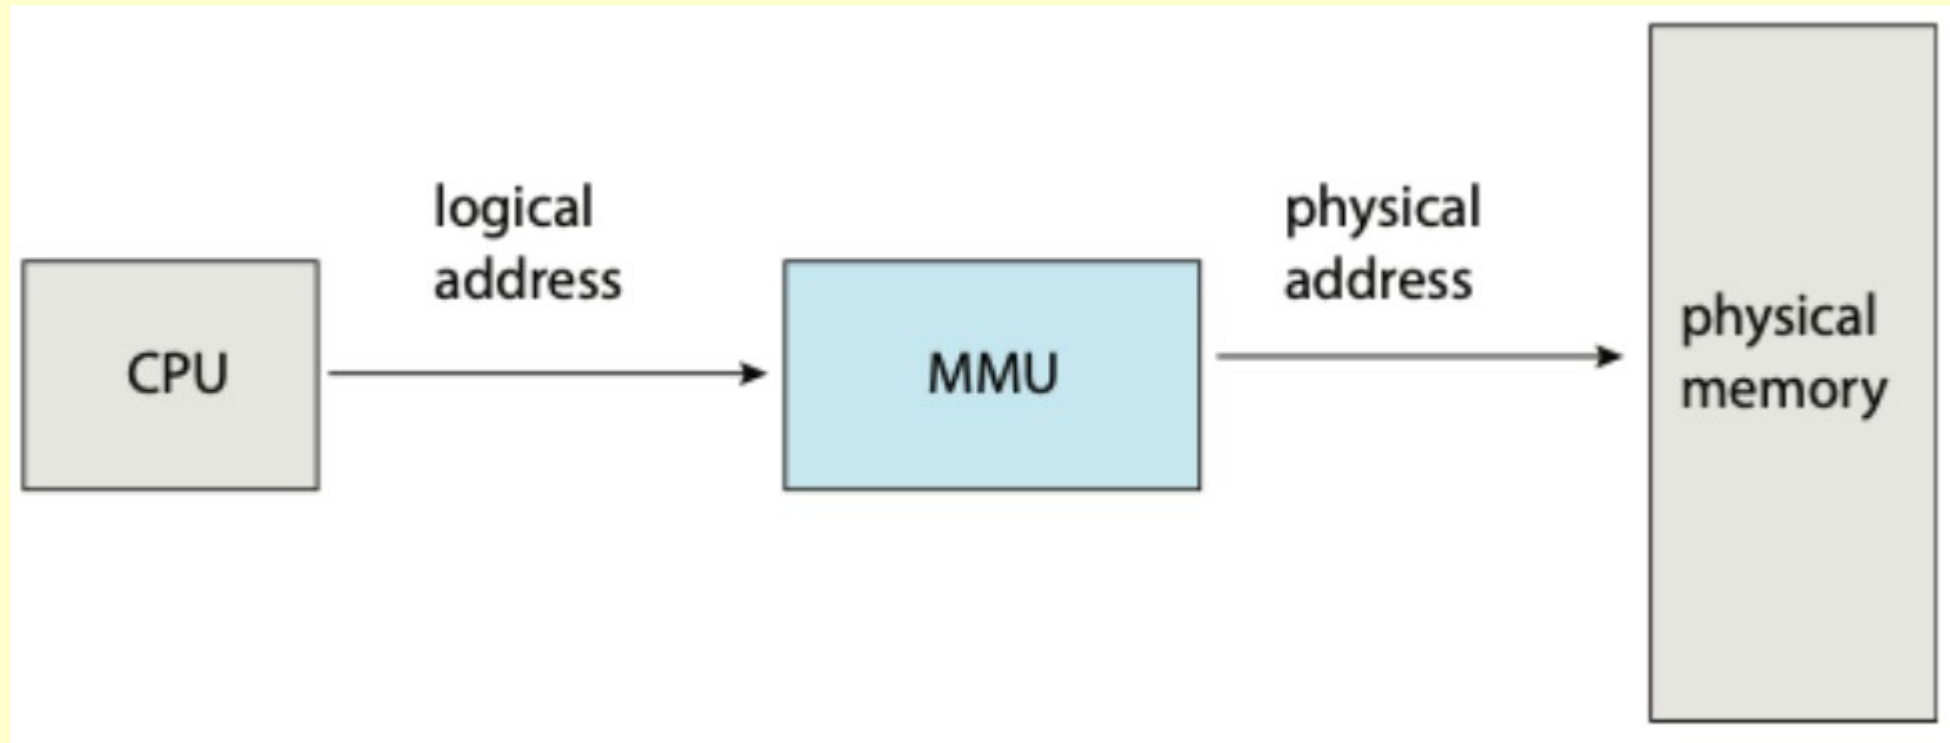 CPU
logical
address
MMU
physical
address
physical
memory